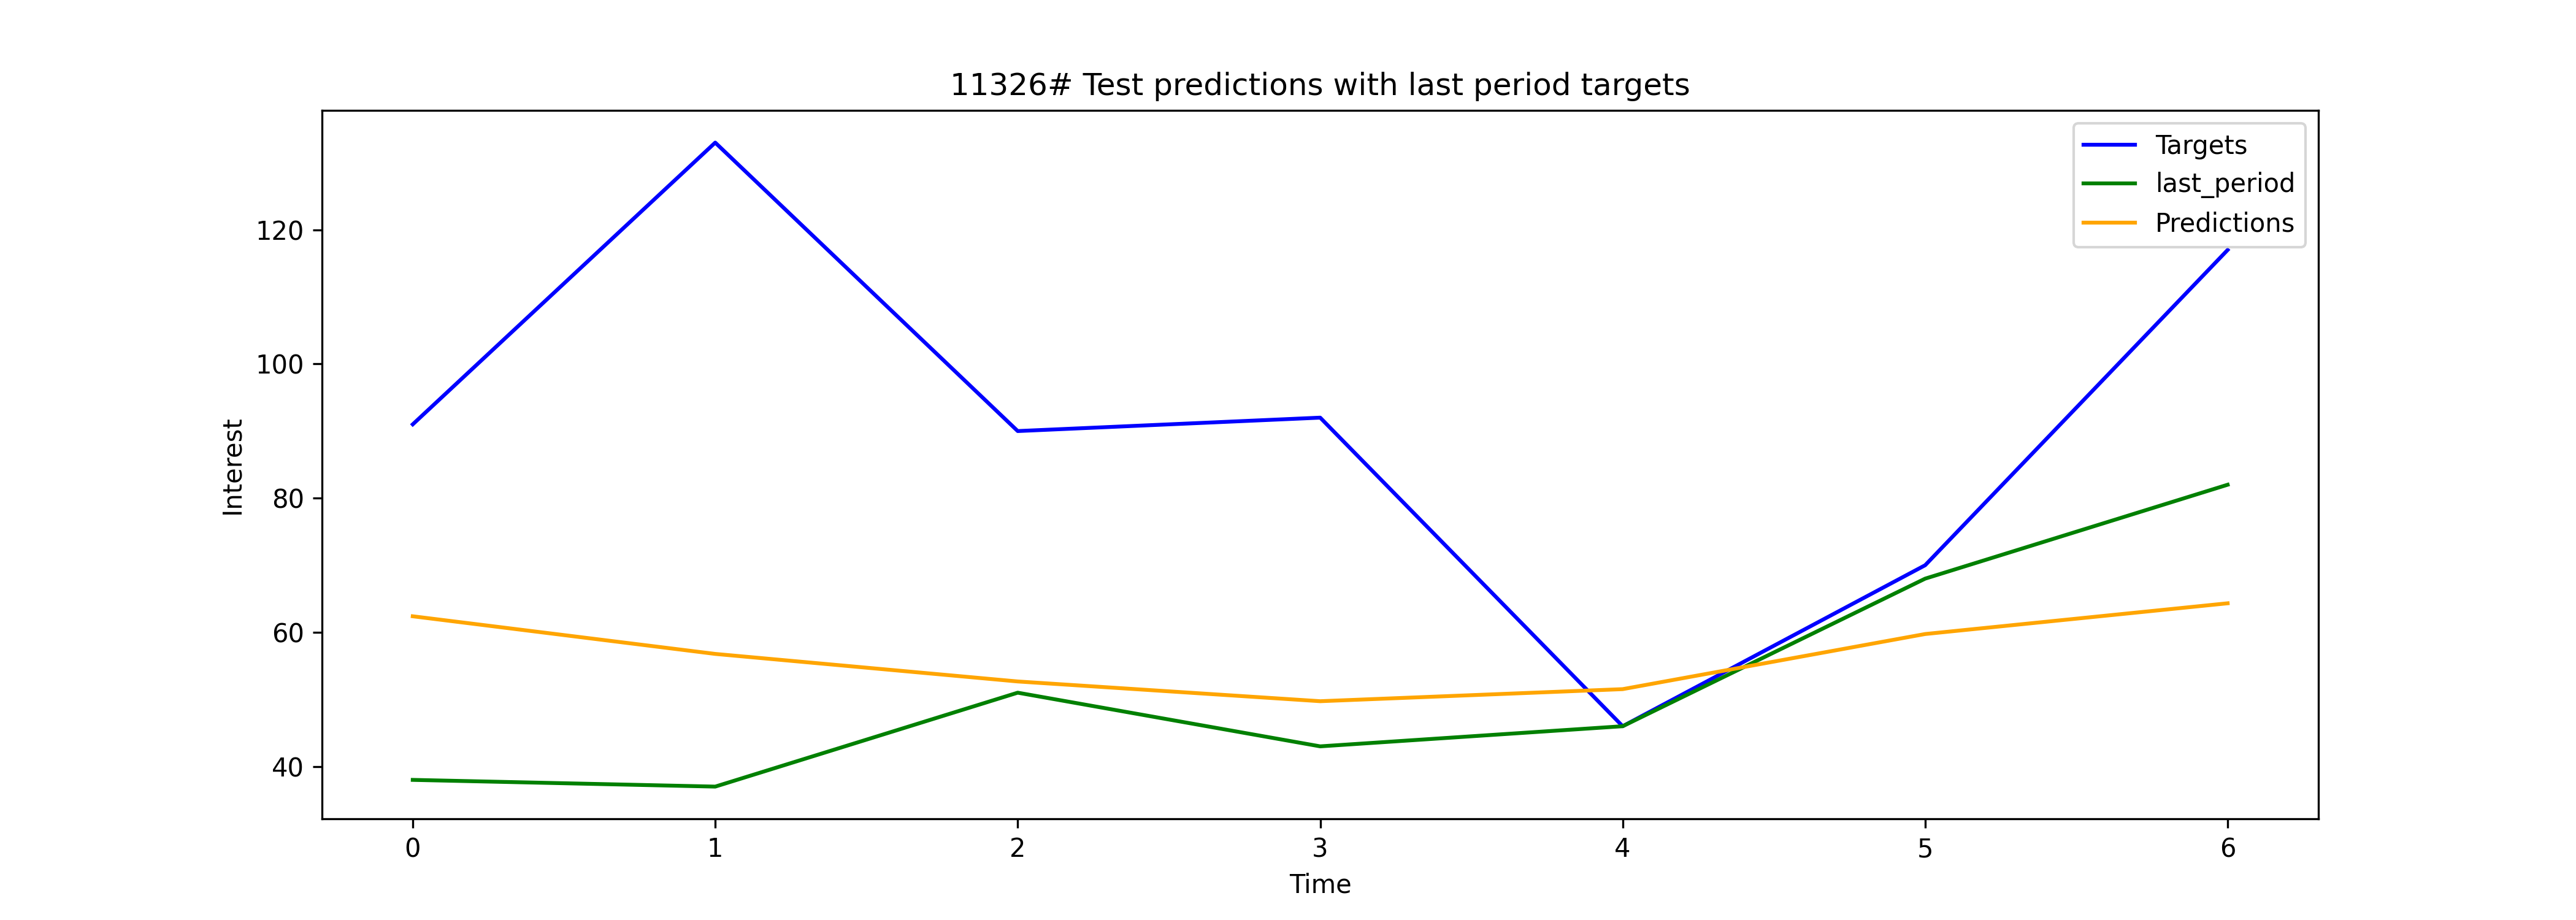 11326# Test predictions with last period targets
Targets
last_period
Predictions
120
100
80
60
40
Interest
0 1 2 3 4 5 6
Time